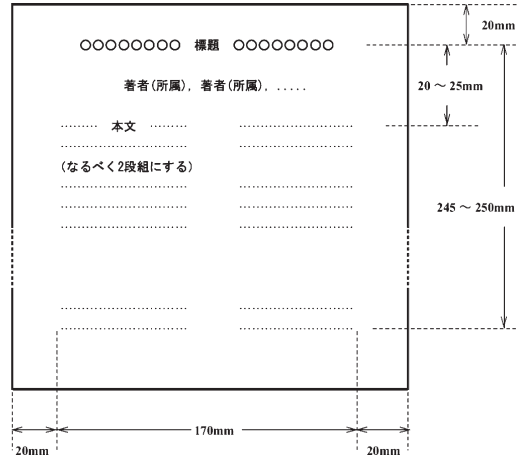 ○○○○○○○○ 標題 ○○○○○○○○
20mm
著者(所属), 著者(所属), .....
20 ～ 25mm
........ 本文 ........
(なるべく2段組にする)
245 ～ 250mm
170mm
20mm
20mm